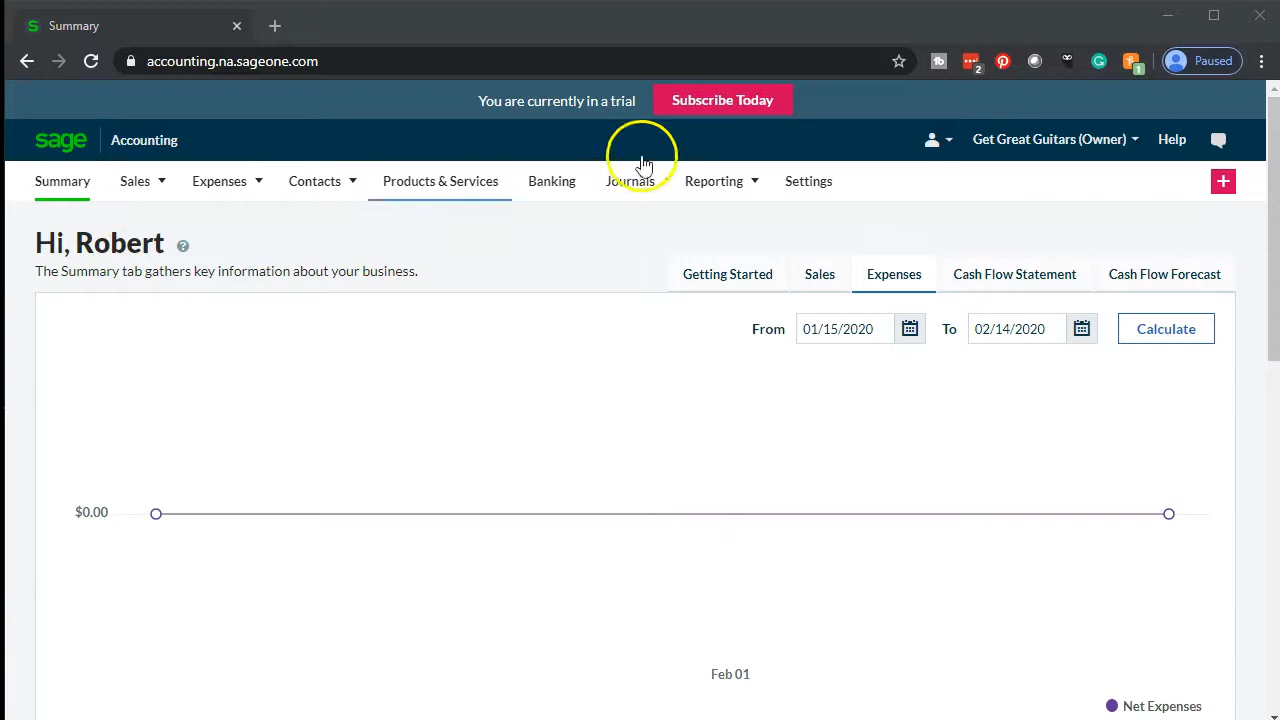 Summary
accounting.na.sageone.com
2
1
Paused
You are currently in a trial
Subscribe Today
sage
Accounting
Get Great Guitars (Owner)
Help
Summary
Sales
Expenses
Contacts
Products & Services
Banking
Journals
Reporting
Settings
Hi, Robert
The Summary tab gathers key information about your business.
Getting Started
Sales
Expenses
Cash Flow Statement
Cash Flow Forecast
From
01/15/2020
To
02/14/2020
Calculate
$0.00
Feb 01
Net Expenses